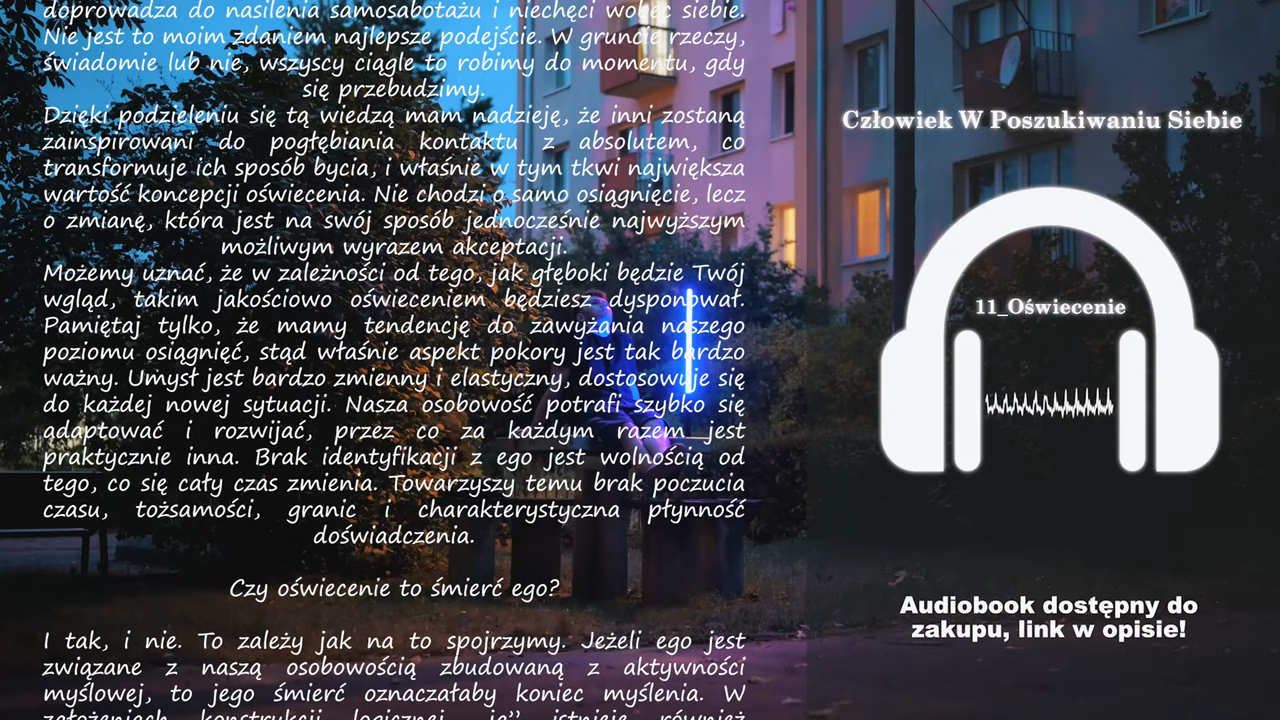 doprowadza do nasilenia samosabotażu i niechęci wobec siebie.
Nie jest to moim zdaniem najlepsze podejście. W gruncie rzeczy,
świadomie lub nie, wszyscy ciągle to robimy do momentu, gdy
się przebudzimy.
Dzięki podzieleniu się tą wiedzą mam nadzieję, że inni zostaną
zainspirowani do pogłębiania kontaktu z absolutem, co
transformuje ich sposób bycia, i właśnie w tym tkwi największa
wartość koncepcji oświecenia. Nie chodzi o samo osiągnięcie, lecz
o zmianę, która jest na swój sposób jednocześnie najwyższym
możliwym wyrazem akceptacji.
Możemy uznać, że w zależności od tego, jak głęboki będzie Twój
wgląd, takim jakościowo oświeceniem będziesz dysponował.
Pamiętaj tylko, że mamy tendencję do zawyżania naszego
poziomu osiągnięć, stąd właśnie aspekt pokory jest tak bardzo
ważny. Umysł jest bardzo zmienny i elastyczny, dostosowuje się
do każdej nowej sytuacji. Nasza osobowość potrafi szybko się
adaptować i rozwijać, przez co za każdym razem jest
praktycznie inna. Brak identyfikacji z ego jest wolnością od
tego, co się cały czas zmienia. Towarzyszy temu brak poczucia
czasu, tożsamości, granic i charakterystyczna płynność
doświadczenia.
Czy oświecenie to śmierć ego?
I tak, i nie. To zależy jak na to spojrzymy. Jeżeli ego jest
związane z naszą osobowością zbudowaną z aktywności
myślowej, to jego śmierć oznaczałaby koniec myślenia. W
założeniach konstrukcji logicznej „ja” istnieje również
Człowiek W Poszukiwaniu Siebie
11_Oświecenie
Audiobook dostępny do
zakupu, link w opisie!